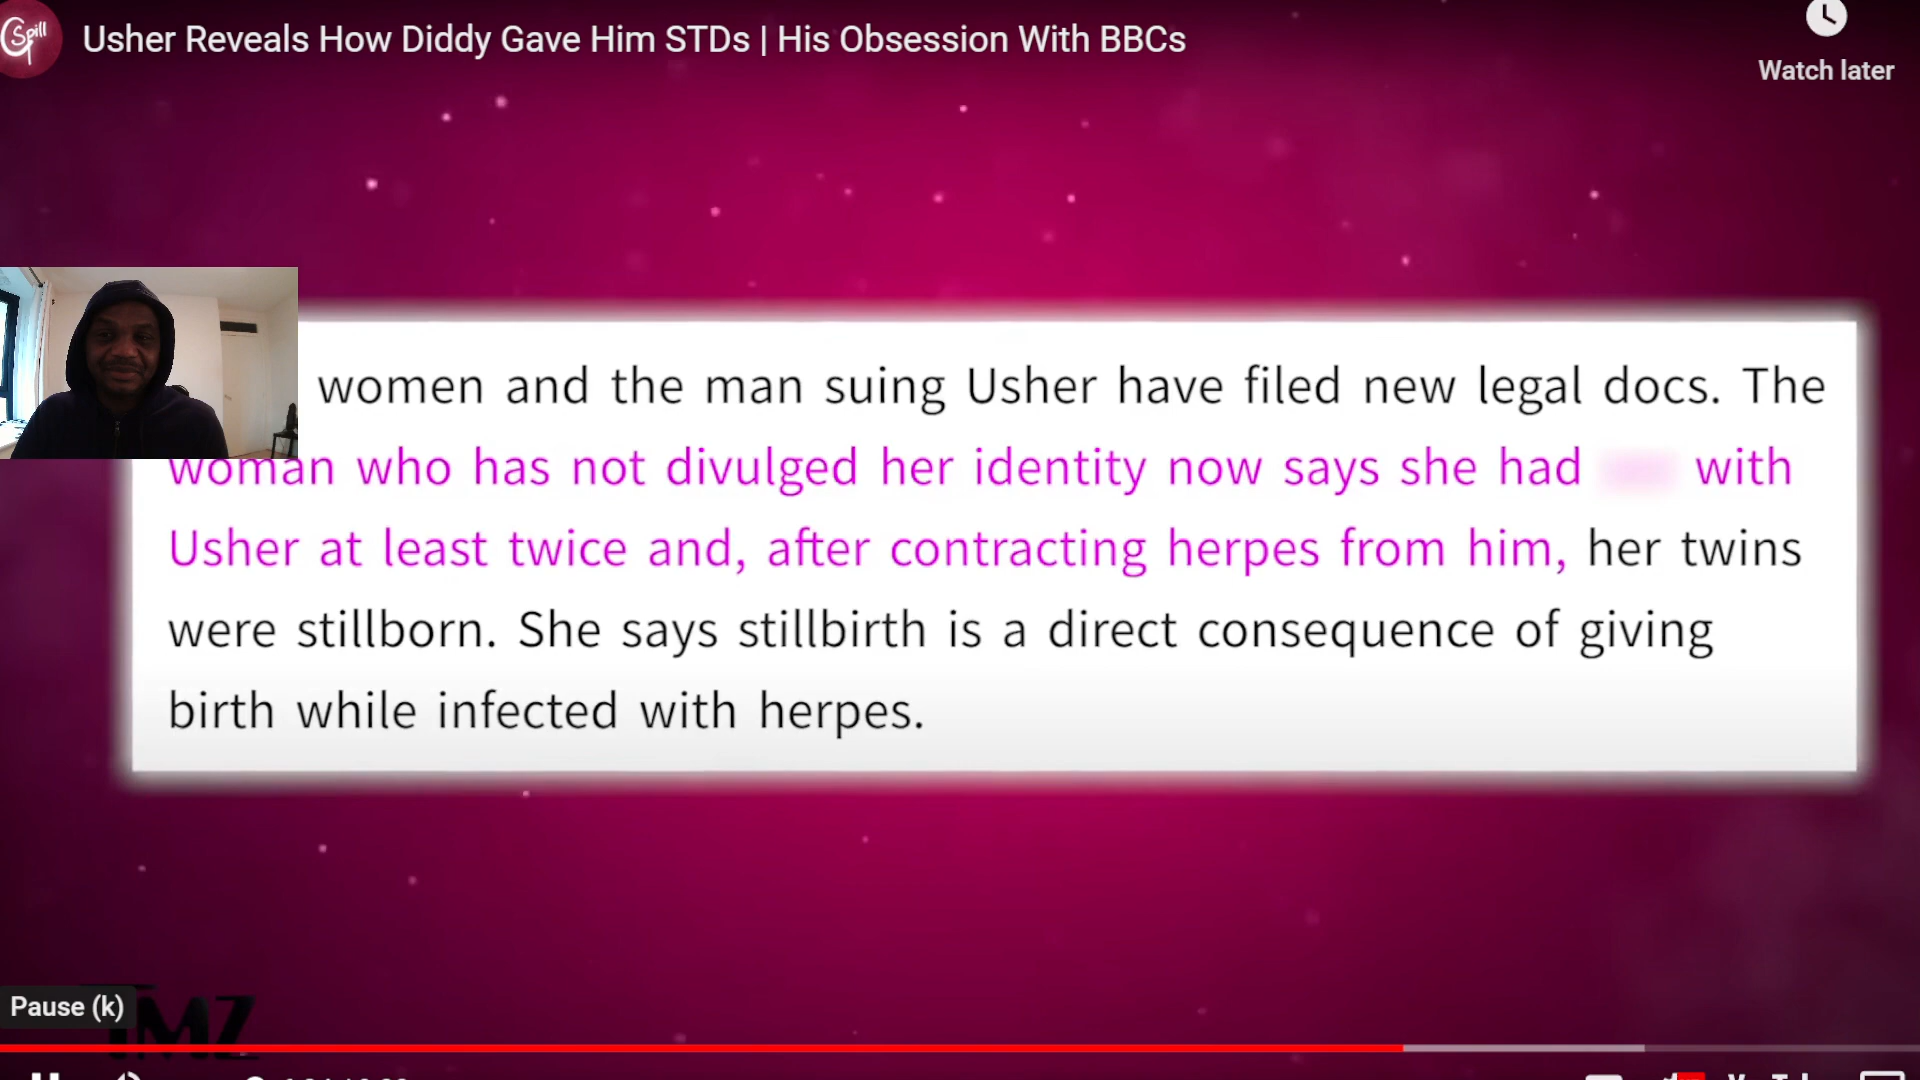 Spill
Usher Reveals How Diddy Gave Him STDs | His Obsession With BBCs
Watch later
women and the man suing Usher have filed new legal docs. The
woman who has not divulged her identity now says she had with
Usher at least twice and, after contracting herpes from him, her twins
were stillborn. She says stillbirth is a direct consequence of giving
birth while infected with herpes.
Pause (k)
TMZ